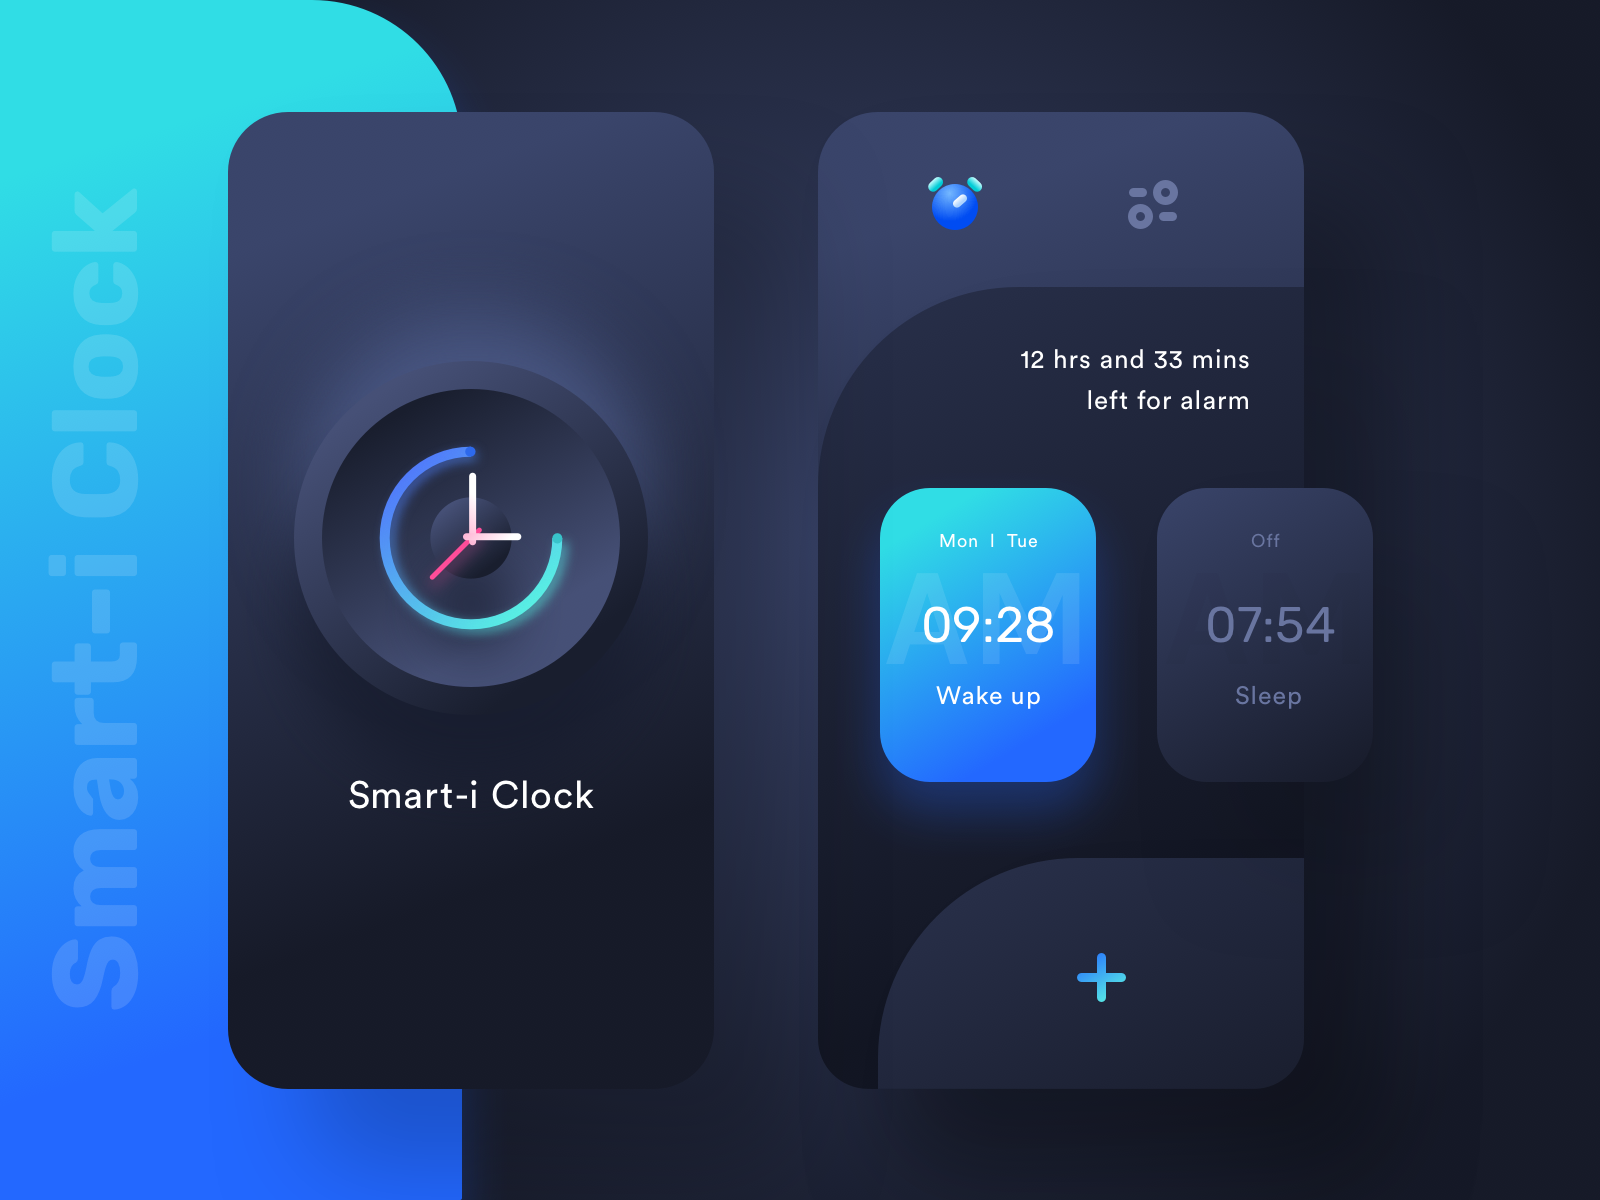 Smart-i Clock
Smart-i Clock
12 hrs and 33 mins
left for alarm
Mon | Tue
AM
09:28
Wake up
Off
07:54
Sleep